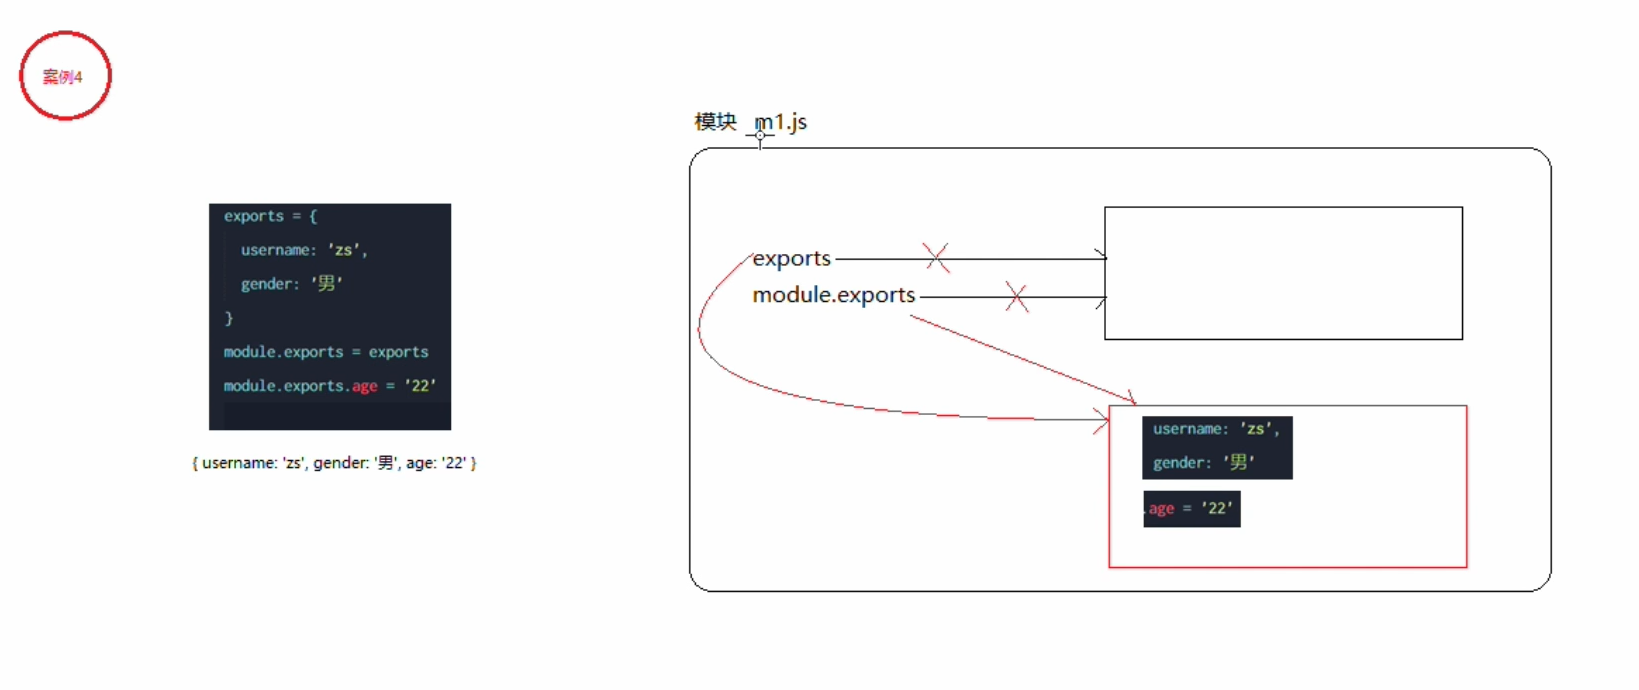 案例4
模块 m1.js
exports = {
username: 'zs',
gender: '男'
}
module.exports = exports
module.exports.age = '22'
{ username: 'zs', gender: '男', age: '22' }
exports
module.exports
username: 'zs',
gender: '男'
.age = '22'